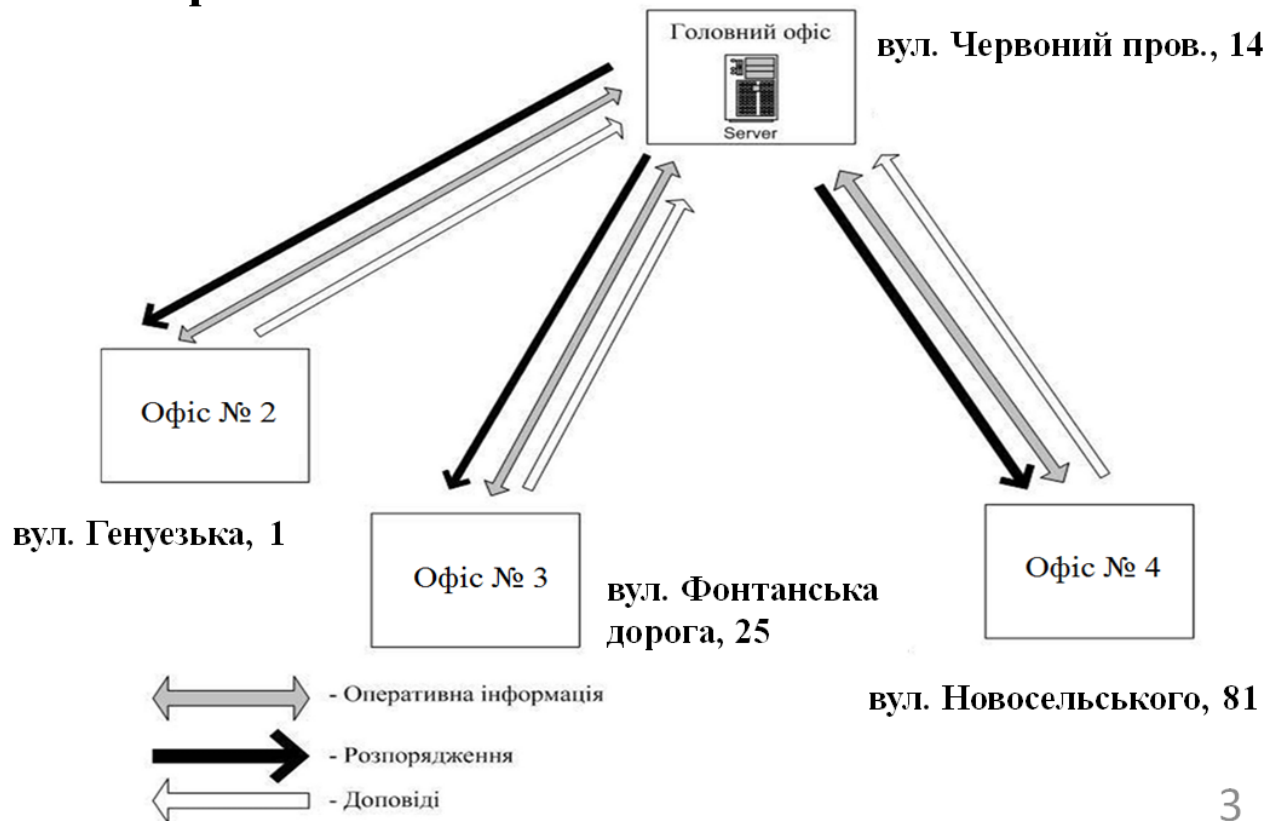 Головний офіс
Server
вул. Червоний пров., 14
Офіс № 2
вул. Генуезька, 1
Офіс № 3
вул. Фонтанська
дорога, 25
Офіс № 4
вул. Новосельського, 81
- Оперативна інформація
- Розпорядження
- Доповіді
3